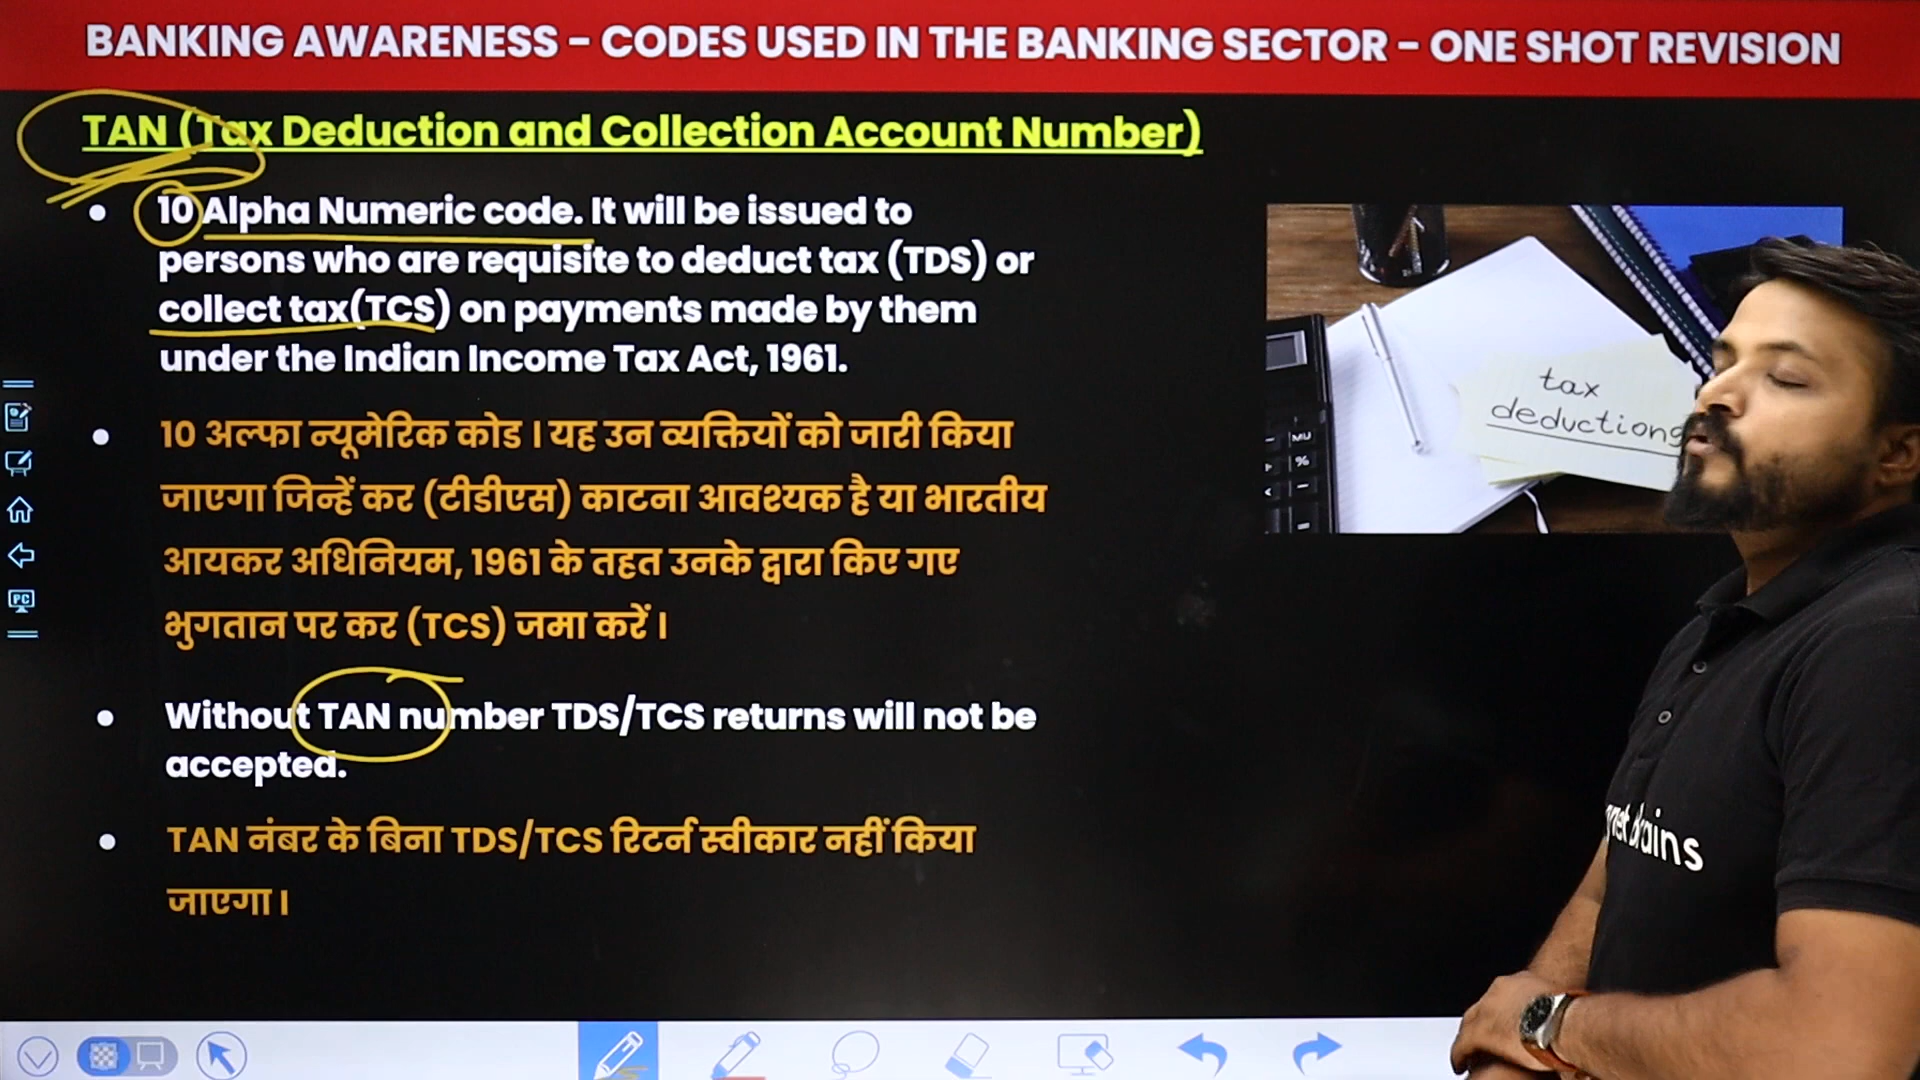 BANKING AWARENESS - CODES USED IN THE BANKING SECTOR - ONE SHOT REVISION
TAN (Tax Deduction and Collection Account Number)
10 Alpha Numeric code. It will be issued to
persons who are requisite to deduct tax (TDS) or
collect tax(TCS) on payments made by them
under the Indian Income Tax Act, 1961.
10 अल्फा न्यूमेरिक कोड । यह उन व्यक्तियों को जारी किया
जाएगा जिन्हें कर (टीडीएस) काटना आवश्यक है या भारतीय
आयकर अधिनियम, 1961 के तहत उनके द्वारा किए गए
भुगतान पर कर (TCS) जमा करें ।
Without TAN number TDS/TCS returns will not be
accepted.
TAN नंबर के बिना TDS/TCS रिटर्न स्वीकार नहीं किया
जाएगा ।
tax
deductions
MU
%
PC